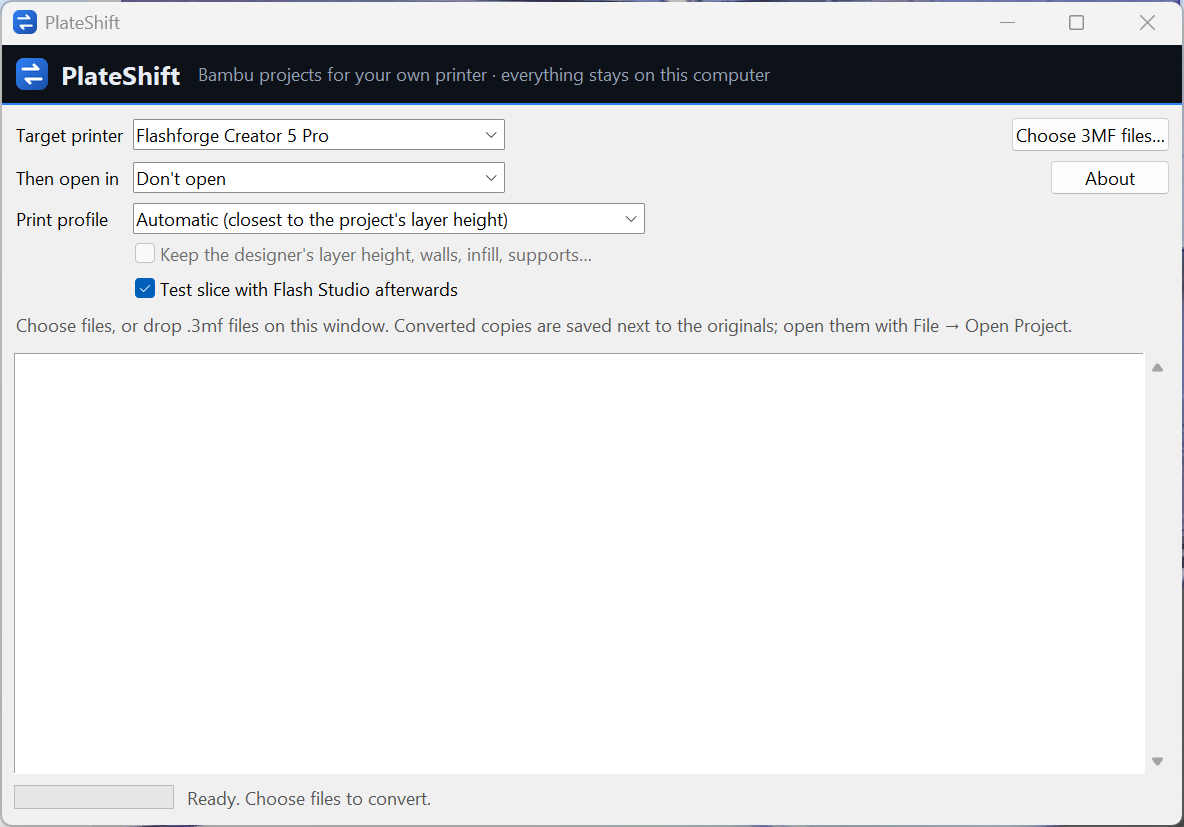 PlateShift
PlateShift Bambu projects for your own printer · everything stays on this computer
Target printer Flashforge Creator 5 Pro Choose 3MF files...
Then open in Don't open About
Print profile Automatic (closest to the project's layer height)
Keep the designer's layer height, walls, infill, supports...
Test slice with Flash Studio afterwards
Choose files, or drop .3mf files on this window. Converted copies are saved next to the originals; open them with File → Open Project.
Ready. Choose files to convert.